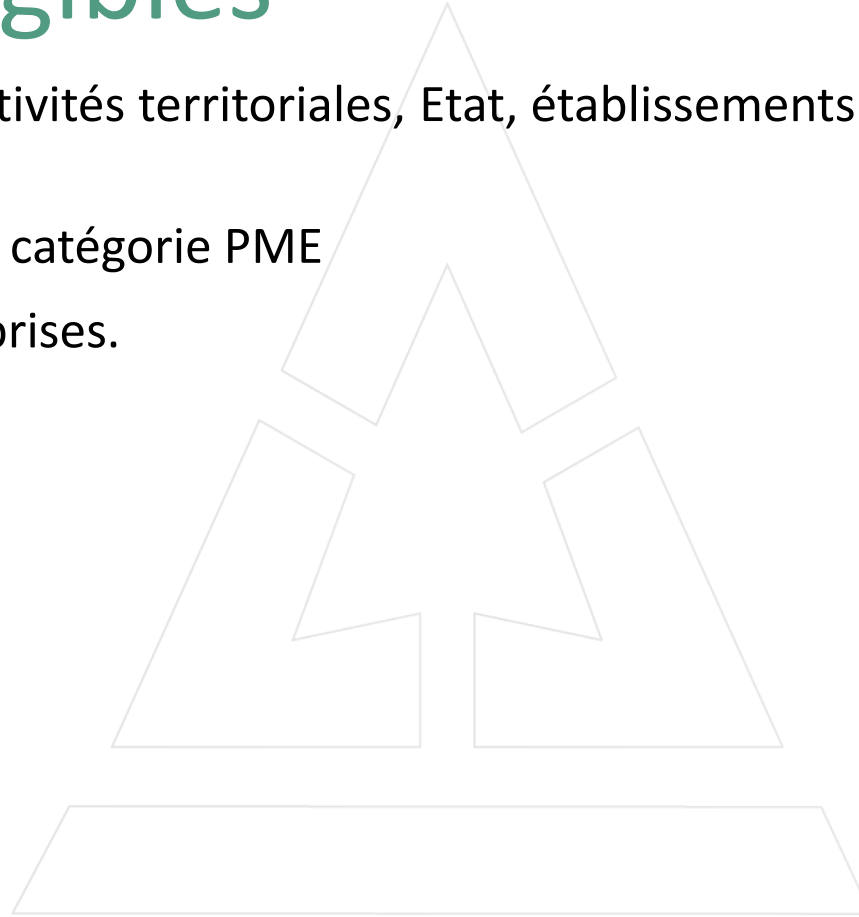 gibles
tivités territoriales, Etat, établissements
catégorie PME
prises.